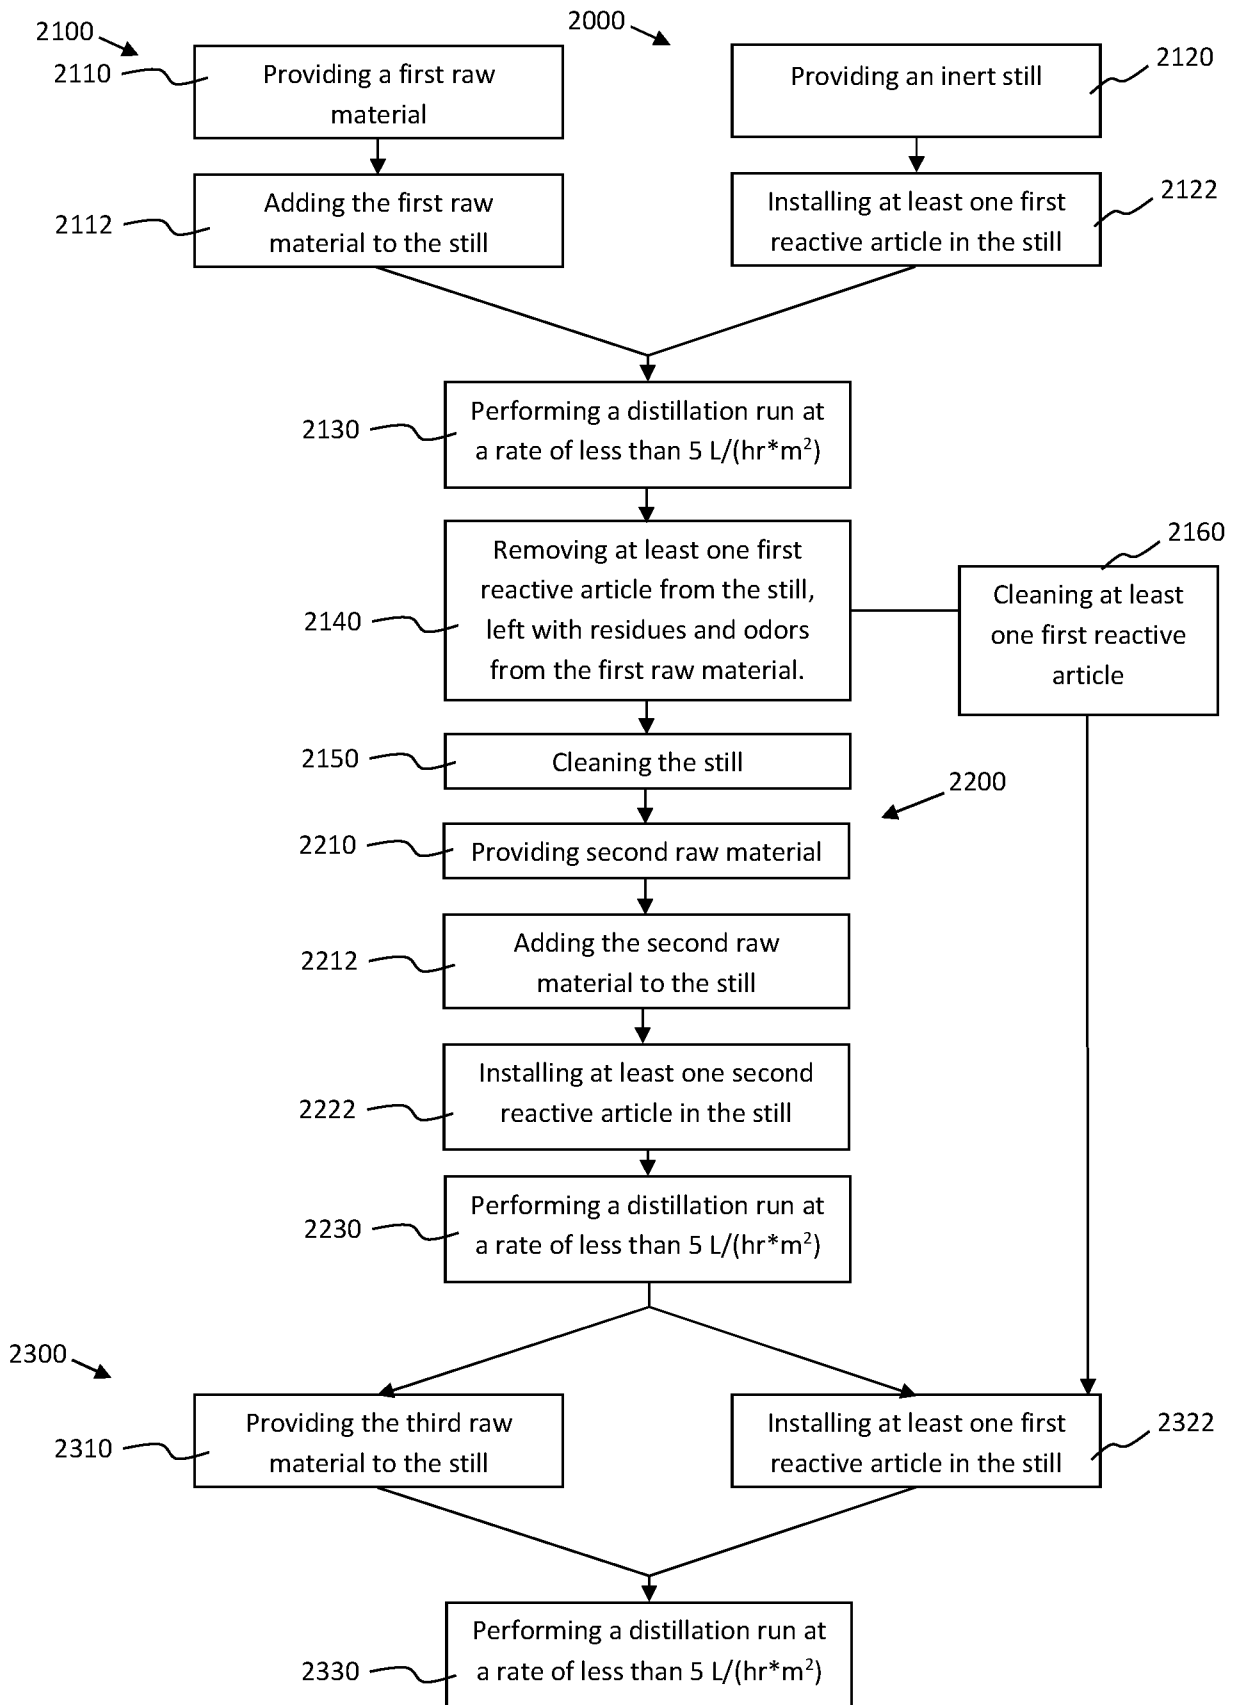 2100
2000
2110
Providing a first raw
material
Providing an inert still
2120
2112
Adding the first raw
material to the still
Installing at least one first
reactive article in the still
2122
2130
Performing a distillation run at
a rate of less than 5 L/(hr*m²)
2140
Removing at least one first
reactive article from the still,
left with residues and odors
from the first raw material.
2160
Cleaning at least
one first reactive
article
2150
Cleaning the still
2200
2210
Providing second raw material
2212
Adding the second raw
material to the still
2222
Installing at least one second
reactive article in the still
2230
Performing a distillation run at
a rate of less than 5 L/(hr*m²)
2300
2310
Providing the third raw
material to the still
Installing at least one first
reactive article in the still
2322
2330
Performing a distillation run at
a rate of less than 5 L/(hr*m²)